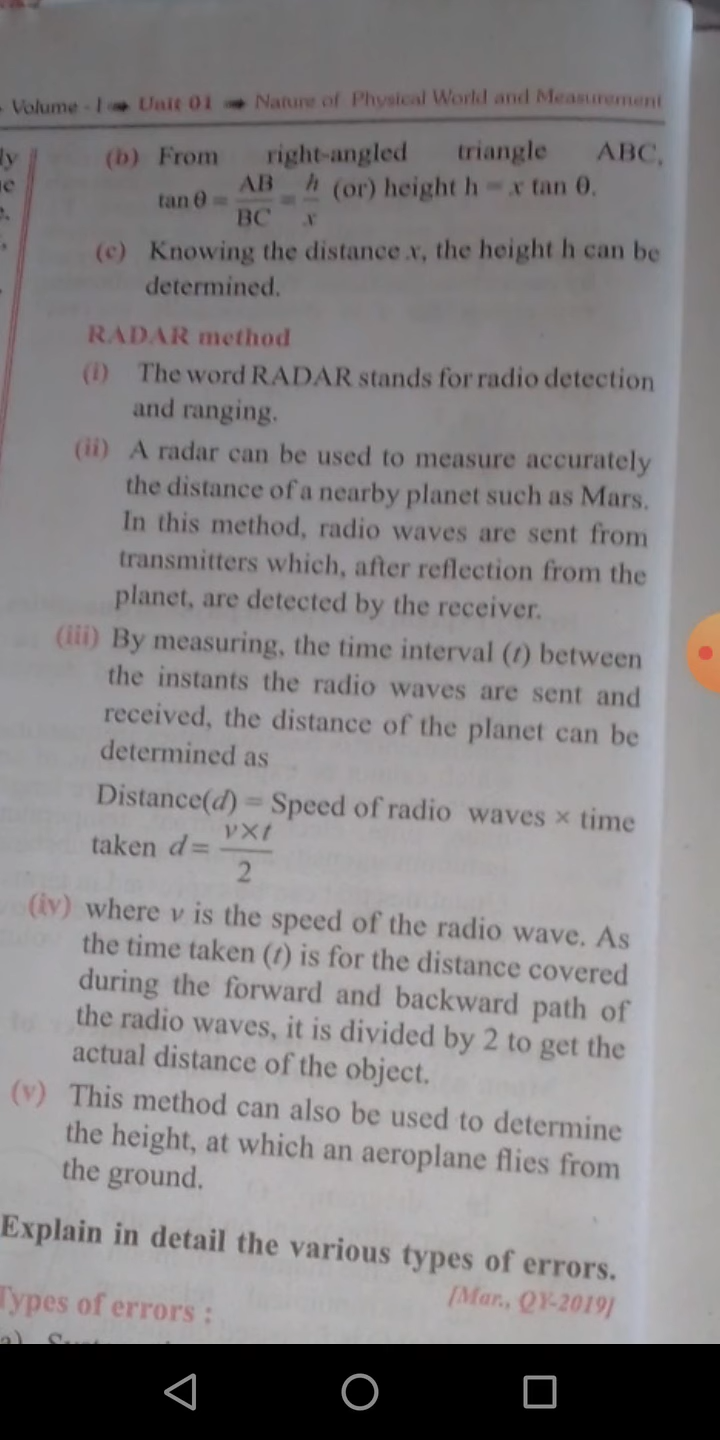 Volume - I ➠ Unit 01 ➠ Nature of Physical World and Measurement
(b) From right-angled triangle ABC,
tan θ = AB/BC = h/x (or) height h = x tan θ.
(c) Knowing the distance x, the height h can be
determined.
RADAR method
(i) The word RADAR stands for radio detection
and ranging.
(ii) A radar can be used to measure accurately
the distance of a nearby planet such as Mars.
In this method, radio waves are sent from
transmitters which, after reflection from the
planet, are detected by the receiver.
(iii) By measuring, the time interval (t) between
the instants the radio waves are sent and
received, the distance of the planet can be
determined as
Distance(d) = Speed of radio waves × time
taken d = v×t/2
(iv) where v is the speed of the radio wave. As
the time taken (t) is for the distance covered
during the forward and backward path of
the radio waves, it is divided by 2 to get the
actual distance of the object.
(v) This method can also be used to determine
the height, at which an aeroplane flies from
the ground.
Explain in detail the various types of errors.
[Mar., QY-2019]
Types of errors :